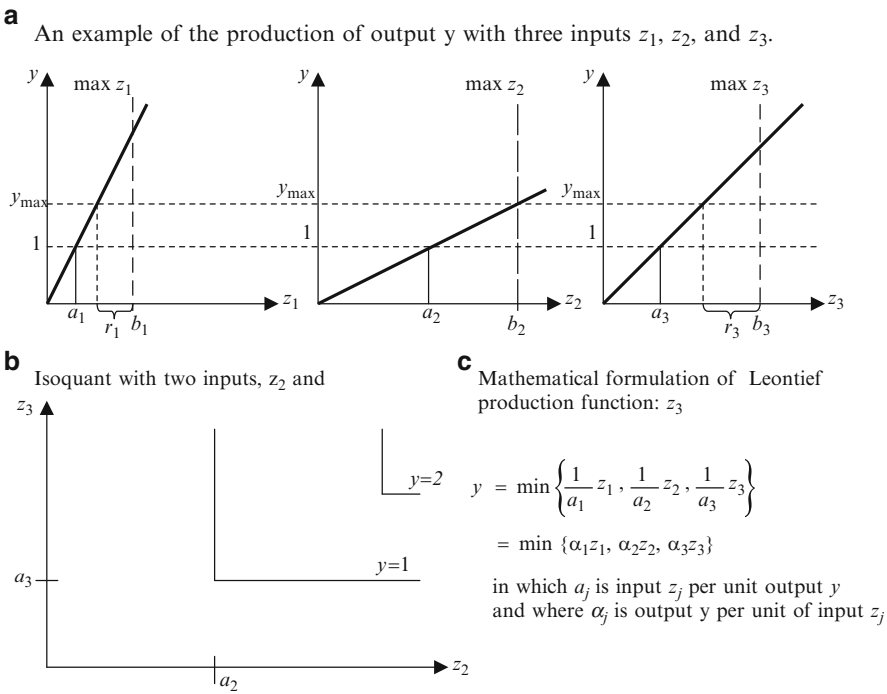 a
An example of the production of output y with three inputs z₁, z₂, and z₃.
y max z₁ y max z₂ y max z₃
y_max y_max y_max
1 1 1
z₁ z₂ z₃
a₁ r₁ b₁ a₂ b₂ a₃ r₃ b₃
b
Isoquant with two inputs, z₂ and
z₃
y=2
y=1
a₃
z₂
a₂
c
Mathematical formulation of Leontief
production function: z₃
y = min {1/a₁ z₁ , 1/a₂ z₂ , 1/a₃ z₃}
= min {α₁z₁, α₂z₂, α₃z₃}
in which aⱼ is input zⱼ per unit output y
and where αⱼ is output y per unit of input zⱼ